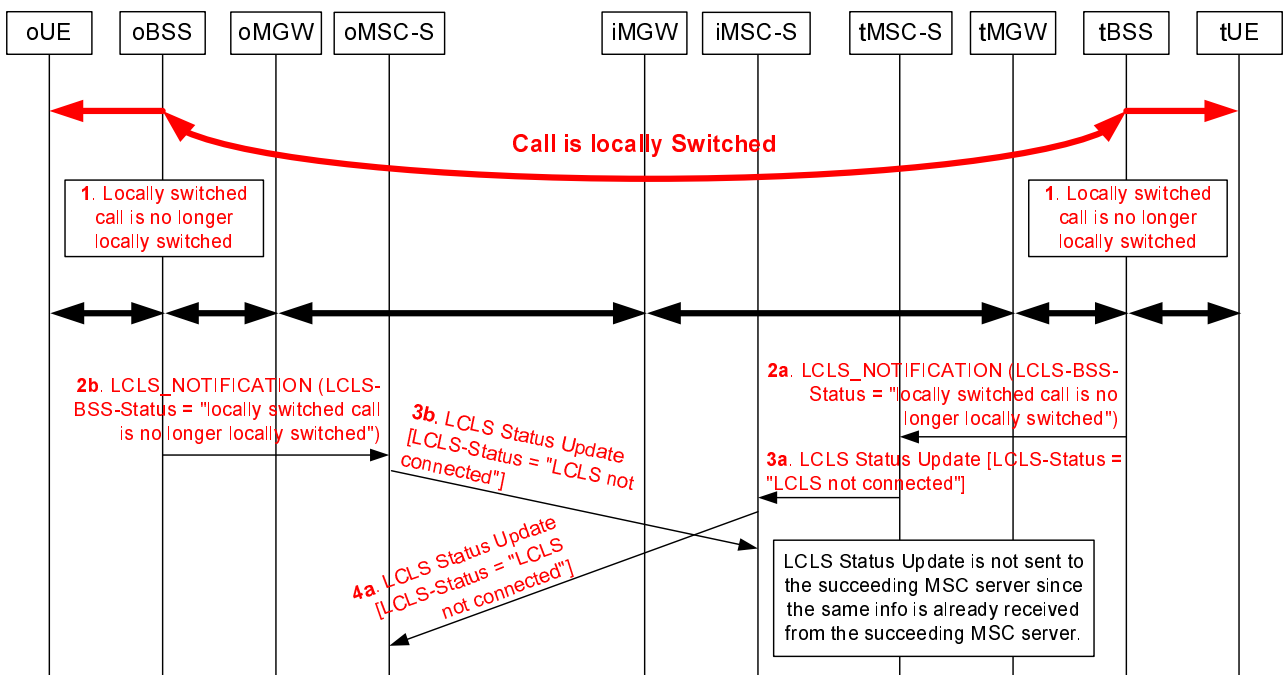 oUE oBSS oMGW oMSC-S iMGW iMSC-S tMSC-S tMGW tBSS tUE
Call is locally Switched
1. Locally switched
call is no longer
locally switched
1. Locally switched
call is no longer
locally switched
2b. LCLS_NOTIFICATION (LCLS-
BSS-Status = "locally switched call
is no longer locally switched")
2a. LCLS_NOTIFICATION (LCLS-BSS-
Status = "locally switched call is no
longer locally switched")
3b. LCLS Status Update
[LCLS-Status = "LCLS not
connected"]
3a. LCLS Status Update [LCLS-Status =
"LCLS not connected"]
4a. LCLS Status Update
[LCLS-Status = "LCLS
not connected"]
LCLS Status Update is not sent to
the succeeding MSC server since
the same info is already received
from the succeeding MSC server.